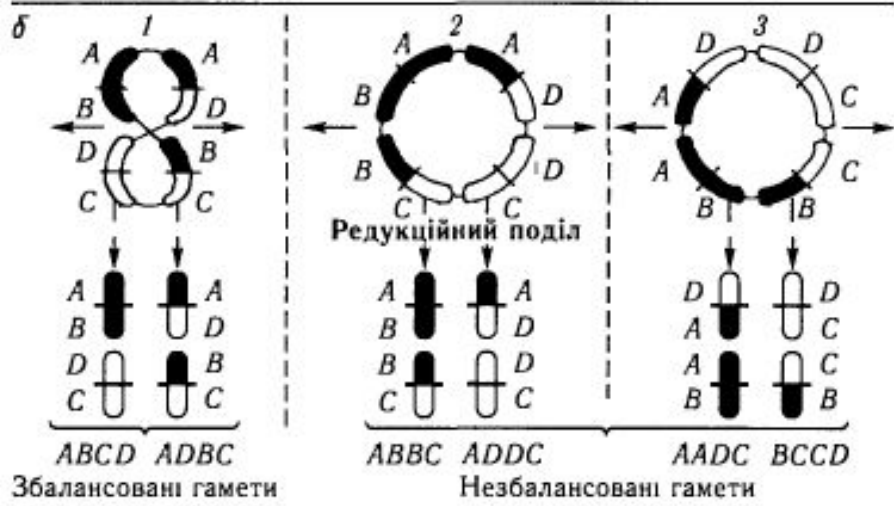 б 1 2 3
A A A A D D
B D B D A C
D B B D A C
C C C C B B
Редукційний поділ
A A A A D D
B D B D A C
D B B D A C
C C C C B B
ABCD ADBC ABBC ADDC AADC BCCD
Збалансовані гамети Незбалансовані гамети